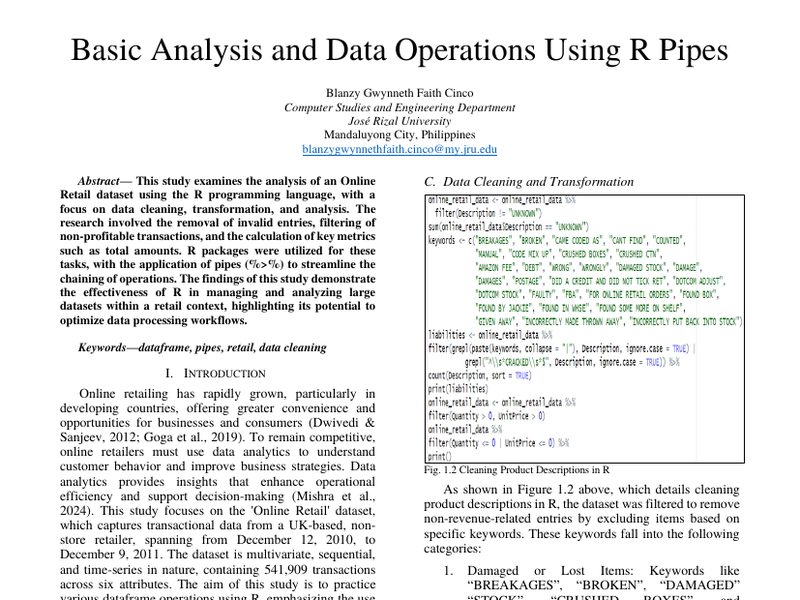 Basic Analysis and Data Operations Using R Pipes
Blanzy Gwynneth Faith Cinco
Computer Studies and Engineering Department
José Rizal University
Mandaluyong City, Philippines
blanzygwynnethfaith.cinco@my.jru.edu
Abstract— This study examines the analysis of an Online
Retail dataset using the R programming language, with a
focus on data cleaning, transformation, and analysis. The
research involved the removal of invalid entries, filtering of
non-profitable transactions, and the calculation of key metrics
such as total amounts. R packages were utilized for these
tasks, with the application of pipes (%>%) to streamline the
chaining of operations. The findings of this study demonstrate
the effectiveness of R in managing and analyzing large
datasets within a retail context, highlighting its potential to
optimize data processing workflows.
Keywords—dataframe, pipes, retail, data cleaning
I. INTRODUCTION
Online retailing has rapidly grown, particularly in
developing countries, offering greater convenience and
opportunities for businesses and consumers (Dwivedi &
Sanjeev, 2012; Goga et al., 2019). To remain competitive,
online retailers must use data analytics to understand
customer behavior and improve business strategies. Data
analytics provides insights that enhance operational
efficiency and support decision-making (Mishra et al.,
2024). This study focuses on the 'Online Retail' dataset,
which captures transactional data from a UK-based, non-
store retailer, spanning from December 12, 2010, to
December 9, 2011. The dataset is multivariate, sequential,
and time-series in nature, containing 541,909 transactions
across six attributes. The aim of this study is to practice
various dataframe operations using R, emphasizing the use
C. Data Cleaning and Transformation
online_retail_data <- online_retail_data %>%
filter(Description != "UNKNOWN")
sum(online_retail_data$Description == "UNKNOWN")
keywords <- c("BREAKAGES", "BROKEN", "CAME CODED AS", "CANT FIND", "COUNTED",
"MANUAL", "CODE MIX UP", "CRUSHED BOXES", "CRUSHED CTN",
"AMAZON FEE", "DEBT", "WRONG", "WRONGLY", "DAMAGED STOCK", "DAMAGE",
"DAMAGES", "POSTAGE", "DID A CREDIT AND DID NOT TICK RET", "DOTCOM ADJUST",
"DOTCOM STOCK", "FAULTY", "FBA", "FOR ONLINE RETAIL ORDERS", "FOUND BOX",
"FOUND BY JACKIE", "FOUND IN WHSE", "FOUND SOME MORE ON SHELF",
"GIVEN AWAY", "INCORRECTLY MADE THROWN AWAY", "INCORRECTLY PUT BACK INTO STOCK")
liabilities <- online_retail_data %>%
filter(grepl(paste(keywords, collapse = "|"), Description, ignore.case = TRUE) |
grepl("^\\s*CRACKED\\s*$", Description, ignore.case = TRUE)) %>%
count(Description, sort = TRUE)
print(liabilities)
online_retail_data <- online_retail_data %>%
filter(Quantity > 0, UnitPrice > 0)
online_retail_data %>%
filter(Quantity <= 0 | UnitPrice <= 0) %>%
print()
Fig. 1.2 Cleaning Product Descriptions in R
As shown in Figure 1.2 above, which details cleaning
product descriptions in R, the dataset was filtered to remove
non-revenue-related entries by excluding items based on
specific keywords. These keywords fall into the following
categories:
1. Damaged or Lost Items: Keywords like
"BREAKAGES", "BROKEN", "DAMAGED"
"STOCK", "CRUSHED BOXES", and